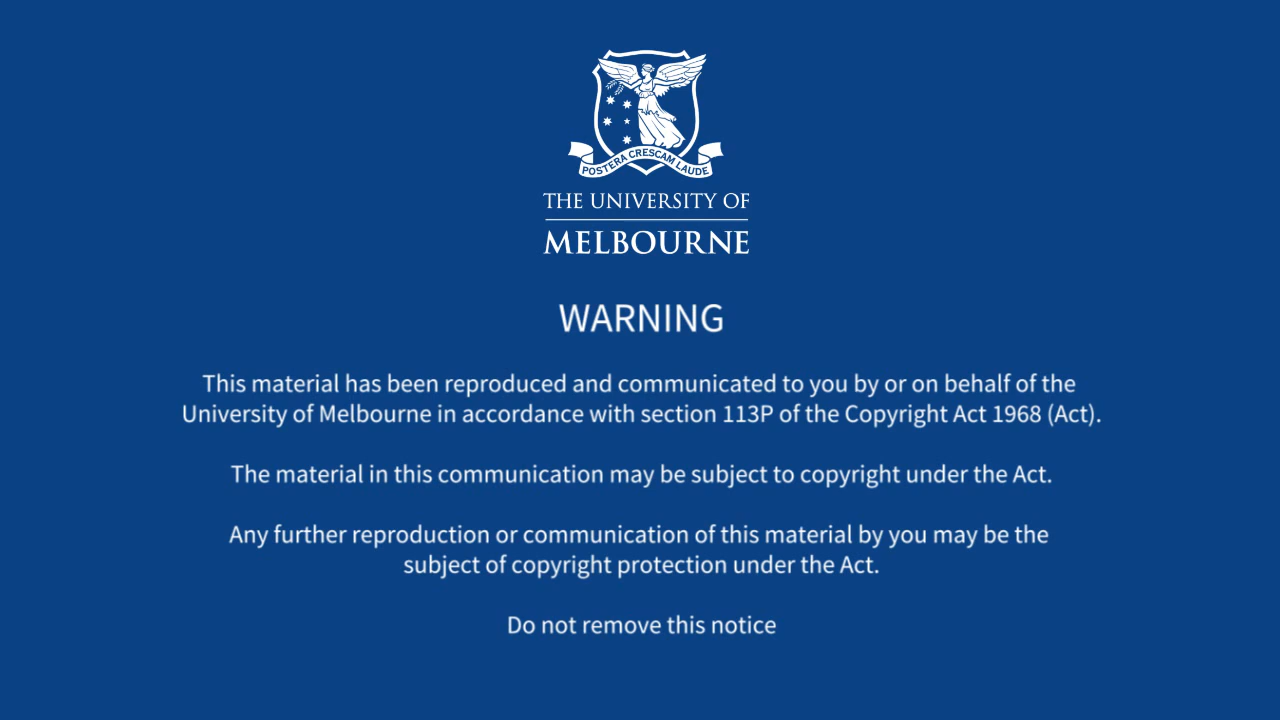 POSTERA CRESCAM LAUDE
THE UNIVERSITY OF
MELBOURNE
WARNING
This material has been reproduced and communicated to you by or on behalf of the
University of Melbourne in accordance with section 113P of the Copyright Act 1968 (Act).
The material in this communication may be subject to copyright under the Act.
Any further reproduction or communication of this material by you may be the
subject of copyright protection under the Act.
Do not remove this notice